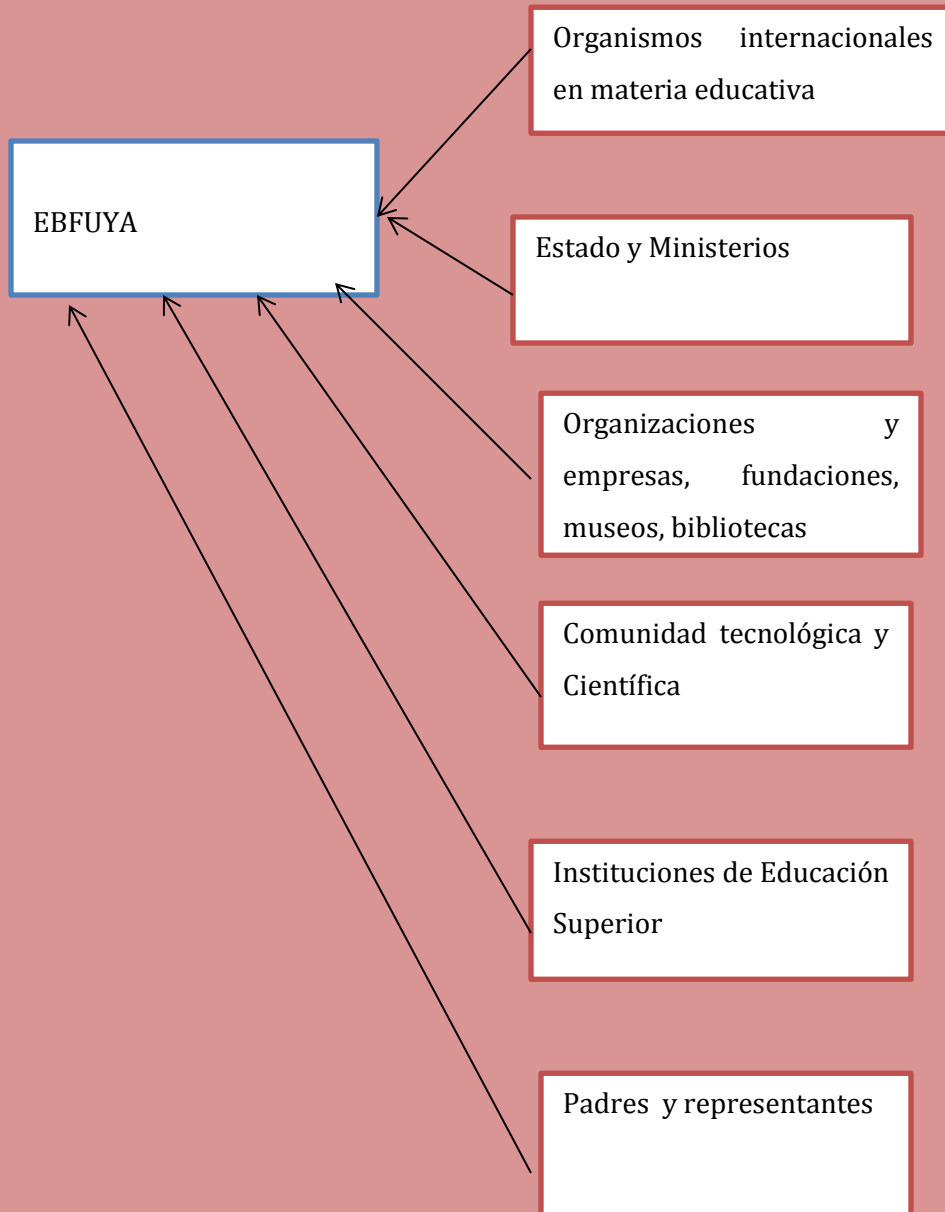 Organismos internacionales
en materia educativa
EBFUYA
Estado y Ministerios
Organizaciones y
empresas, fundaciones,
museos, bibliotecas
Comunidad tecnológica y
Científica
Instituciones de Educación
Superior
Padres y representantes